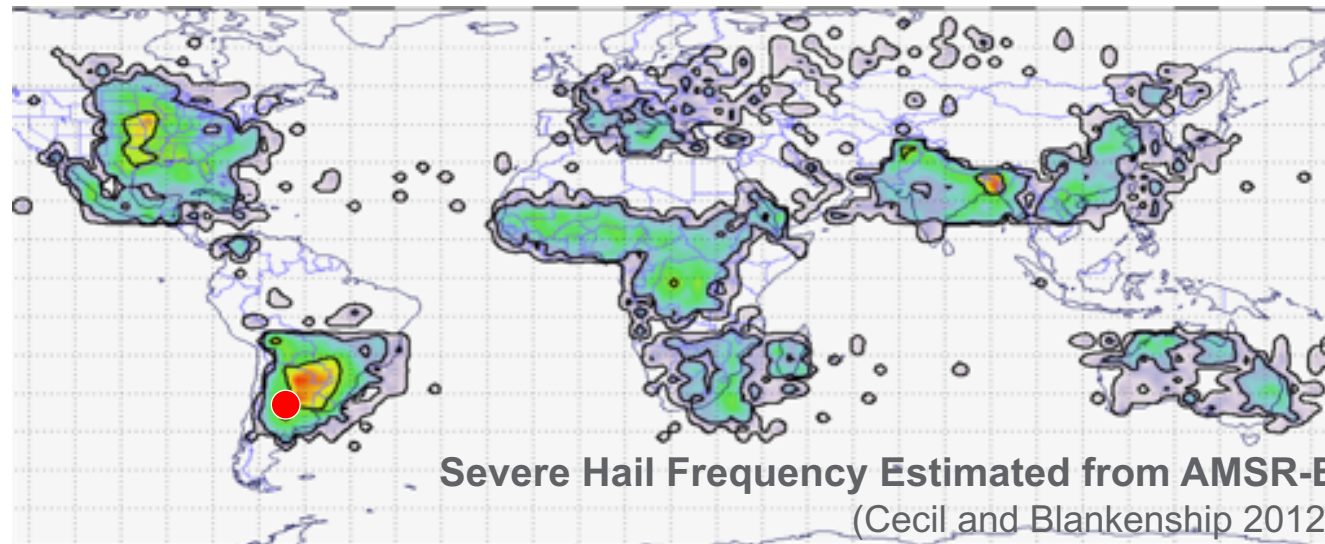 Severe Hail Frequency Estimated from AMSR-E
(Cecil and Blankenship 2012